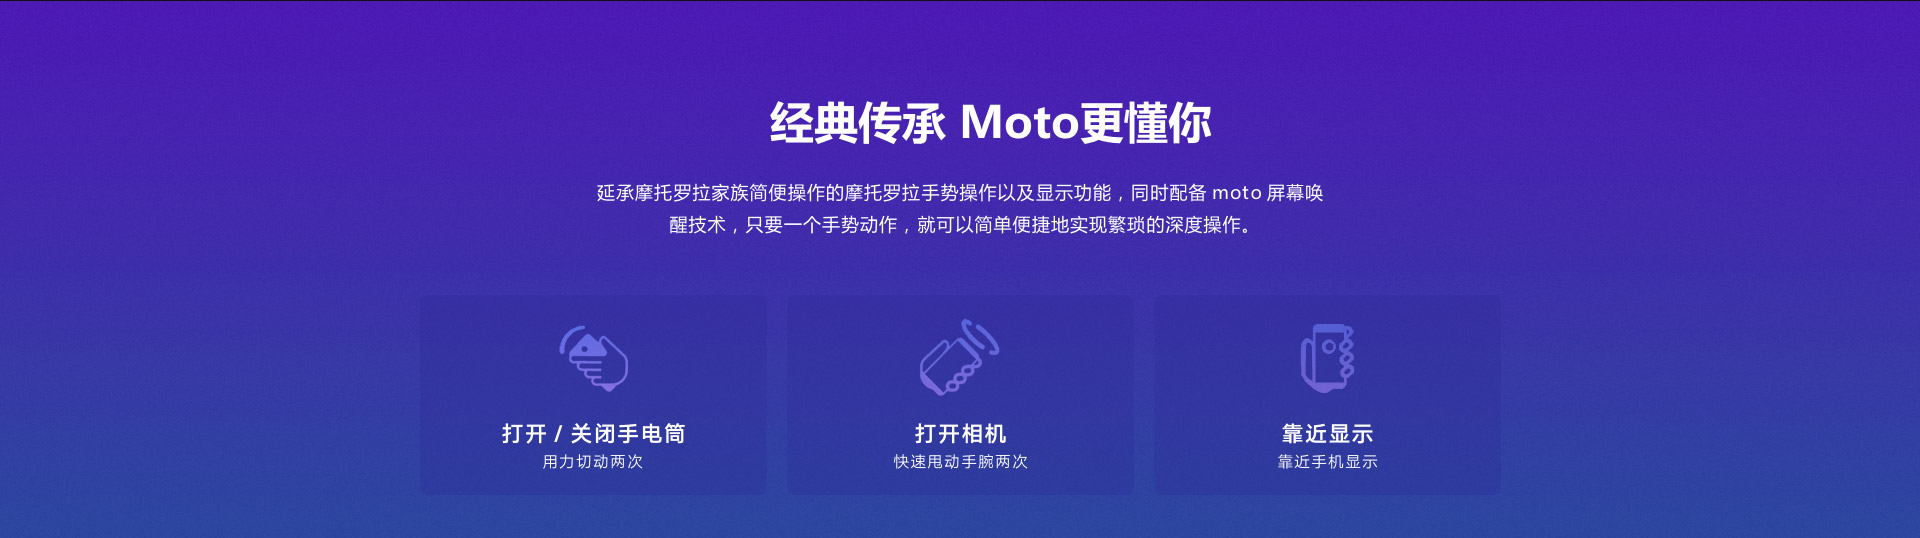 经典传承 Moto更懂你
延承摩托罗拉家族简便操作的摩托罗拉手势操作以及显示功能，同时配备 moto 屏幕唤
醒技术，只要一个手势动作，就可以简单便捷地实现繁琐的深度操作。
打开 / 关闭手电筒
用力切动两次
打开相机
快速甩动手腕两次
靠近显示
靠近手机显示